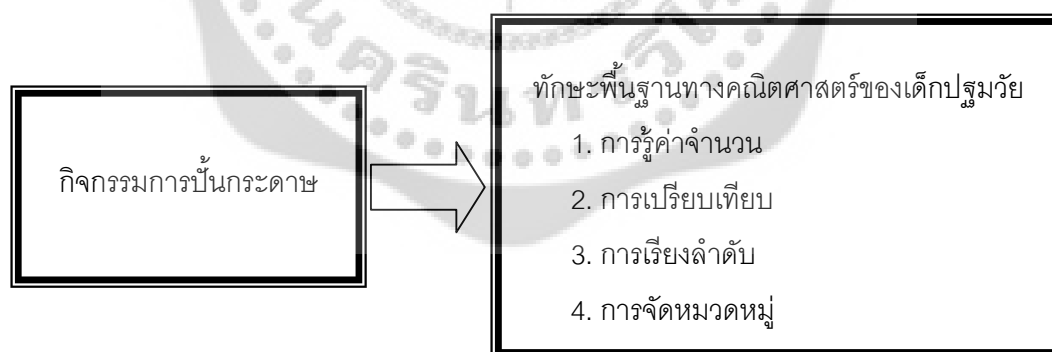 กิจกรรมการปั้นกระดาษ
ทักษะพื้นฐานทางคณิตศาสตร์ของเด็กปฐมวัย
1. การรู้ค่าจำนวน
2. การเปรียบเทียบ
3. การเรียงลำดับ
4. การจัดหมวดหมู่